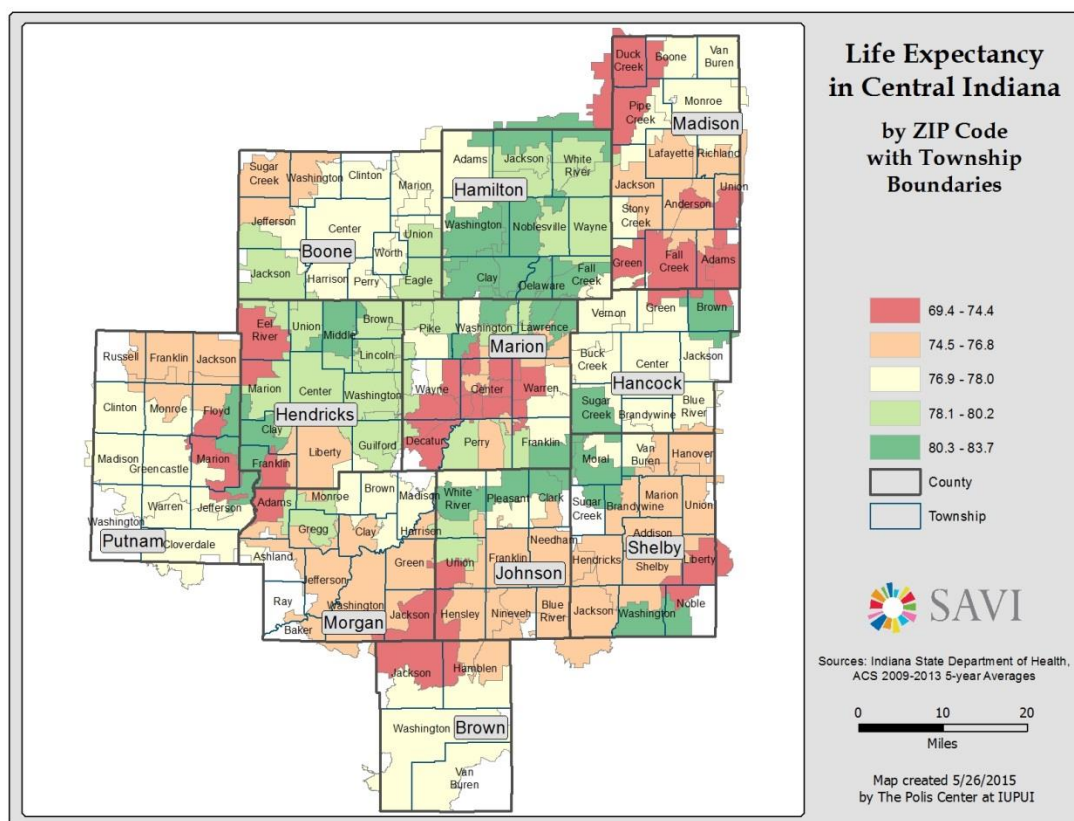 Life Expectancy
in Central Indiana
by ZIP Code
with Township
Boundaries
69.4 - 74.4
74.5 - 76.8
76.9 - 78.0
78.1 - 80.2
80.3 - 83.7
County
Township
SAVI
Sources: Indiana State Department of Health,
ACS 2009-2013 5-year Averages
0 10 20
Miles
Map created 5/26/2015
by The Polis Center at IUPUI
Madison
Duck
Creek
Boone
Van
Buren
Pipe
Creek
Monroe
Lafayette
Richland
Jackson
Anderson
Union
Stony
Creek
Green
Fall
Creek
Adams
Hamilton
Adams
Jackson
White
River
Washington
Noblesville
Wayne
Clay
Delaware
Fall
Creek
Boone
Sugar
Creek
Washington
Clinton
Marion
Jefferson
Center
Union
Worth
Jackson
Harrison
Perry
Eagle
Hendricks
Eel
River
Union
Middle
Brown
Lincoln
Marion
Center
Washington
Clay
Liberty
Guilford
Franklin
Marion
Pike
Washington
Lawrence
Wayne
Center
Warren
Decatur
Perry
Franklin
Hancock
Vernon
Green
Brown
Buck
Creek
Center
Jackson
Sugar
Creek
Brandywine
Blue
River
Putnam
Russell
Franklin
Jackson
Clinton
Monroe
Floyd
Madison
Greencastle
Marion
Warren
Jefferson
Washington
Cloverdale
Morgan
Adams
Monroe
Brown
Madison
Gregg
Clay
Harrison
Ashland
Jefferson
Green
Ray
Washington
Baker
Jackson
Johnson
White
River
Pleasant
Clark
Union
Franklin
Needham
Hensley
Nineveh
Blue
River
Shelby
Moral
Van
Buren
Hanover
Sugar
Creek
Brandywine
Marion
Union
Addison
Hendricks
Shelby
Liberty
Jackson
Washington
Noble
Brown
Jackson
Hamblen
Washington
Van
Buren